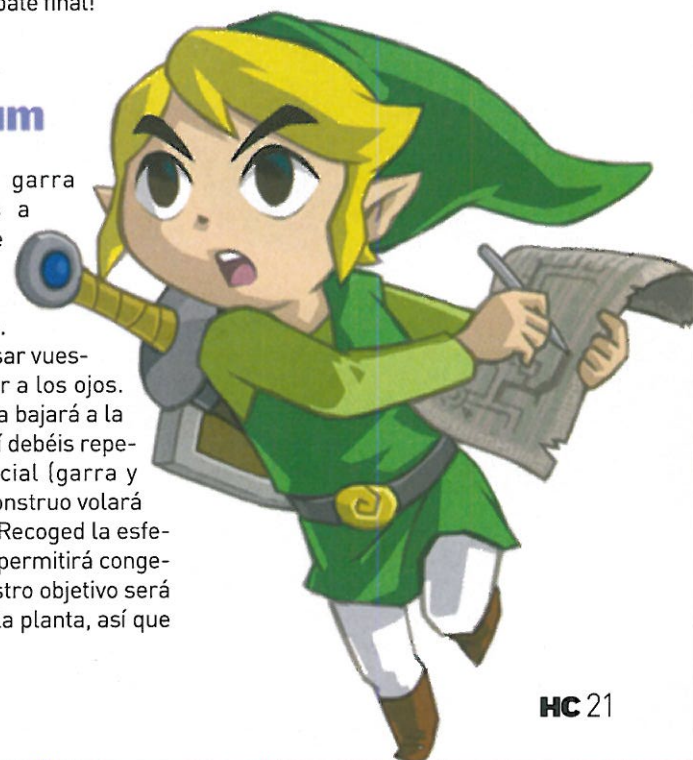 bate final!
um
garra
a
e
.
sar vues-
r a los ojos.
a bajará a la
í debéis repe-
cial (garra y
onstruo volará
Recoged la esfe-
permitirá conge-
stro objetivo será
la planta, así que
HC 21